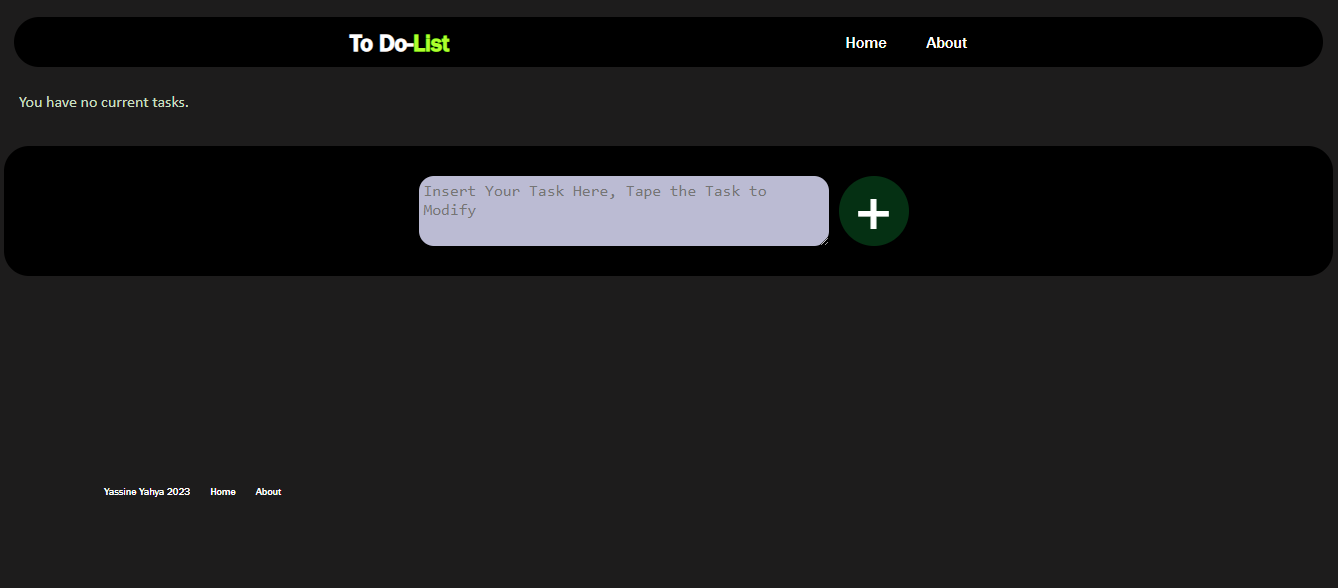 To Do-List
Home
About
You have no current tasks.
Insert Your Task Here, Tape the Task to
Modify
+
Yassine Yahya 2023
Home
About